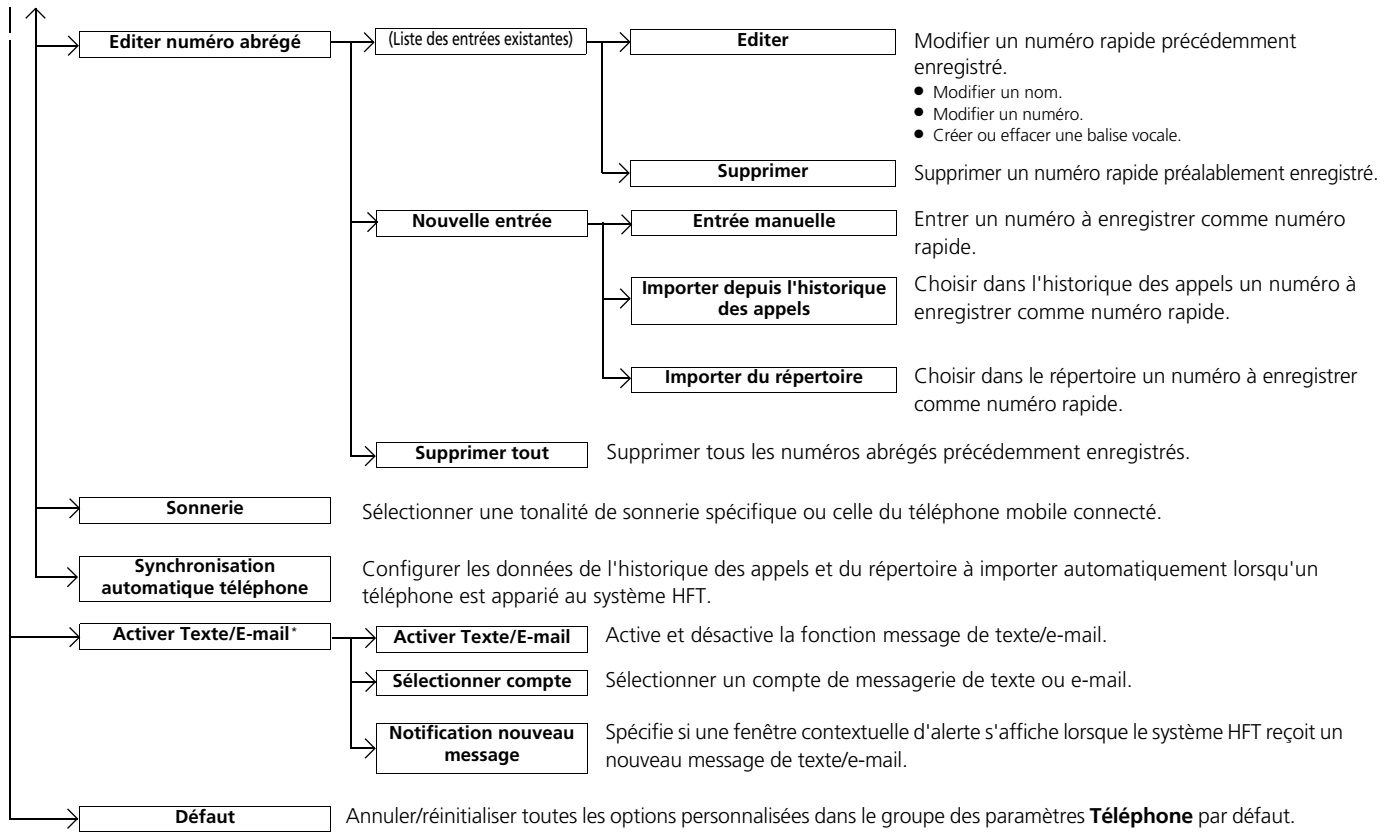 Editer numéro abrégé
(Liste des entrées existantes)
Editer
Modifier un numéro rapide précédemment
enregistré.
● Modifier un nom.
● Modifier un numéro.
● Créer ou effacer une balise vocale.
Supprimer
Supprimer un numéro rapide préalablement enregistré.
Nouvelle entrée
Entrée manuelle
Entrer un numéro à enregistrer comme numéro
rapide.
Importer depuis l'historique
des appels
Choisir dans l'historique des appels un numéro à
enregistrer comme numéro rapide.
Importer du répertoire
Choisir dans le répertoire un numéro à enregistrer
comme numéro rapide.
Supprimer tout
Supprimer tous les numéros abrégés précédemment enregistrés.
Sonnerie
Sélectionner une tonalité de sonnerie spécifique ou celle du téléphone mobile connecté.
Synchronisation
automatique téléphone
Configurer les données de l'historique des appels et du répertoire à importer automatiquement lorsqu'un
téléphone est apparié au système HFT.
Activer Texte/E-mail*
Activer Texte/E-mail
Active et désactive la fonction message de texte/e-mail.
Sélectionner compte
Sélectionner un compte de messagerie de texte ou e-mail.
Notification nouveau
message
Spécifie si une fenêtre contextuelle d'alerte s'affiche lorsque le système HFT reçoit un
nouveau message de texte/e-mail.
Défaut
Annuler/réinitialiser toutes les options personnalisées dans le groupe des paramètres Téléphone par défaut.